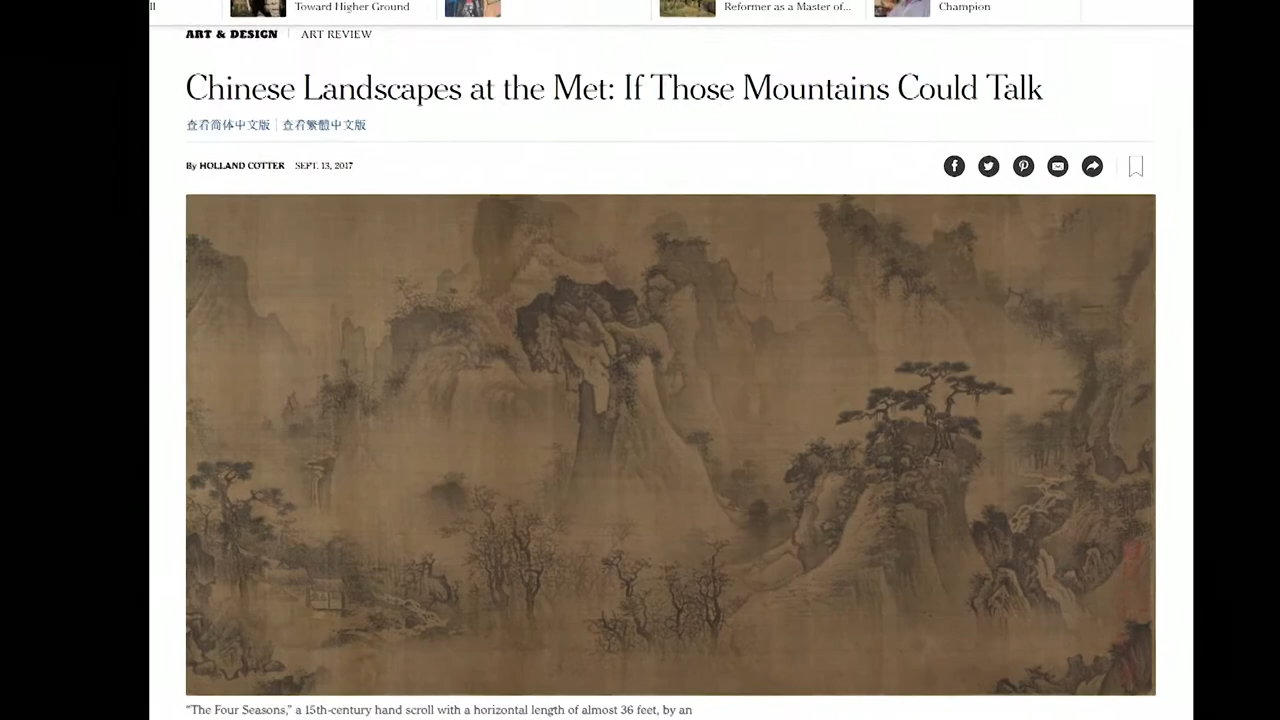 ll
Toward Higher Ground
Reformer as a Master of...
Champion
ART & DESIGN | ART REVIEW
Chinese Landscapes at the Met: If Those Mountains Could Talk
查看简体中文版 | 查看繁體中文版
By HOLLAND COTTER SEPT. 13, 2017
"The Four Seasons," a 15th-century hand scroll with a horizontal length of almost 36 feet, by an